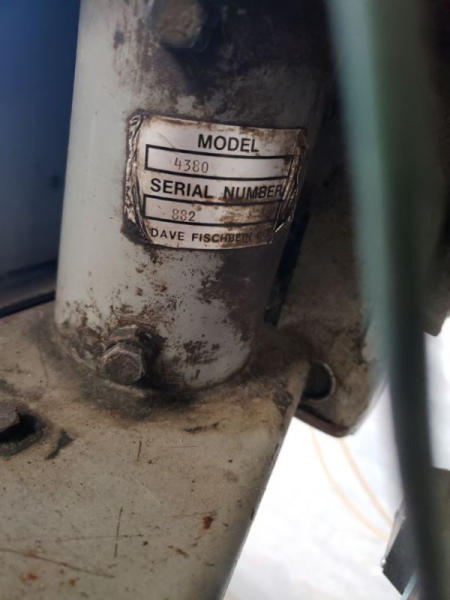 MODEL
4380
SERIAL NUMBER
882
DAVE FISCHBEIN